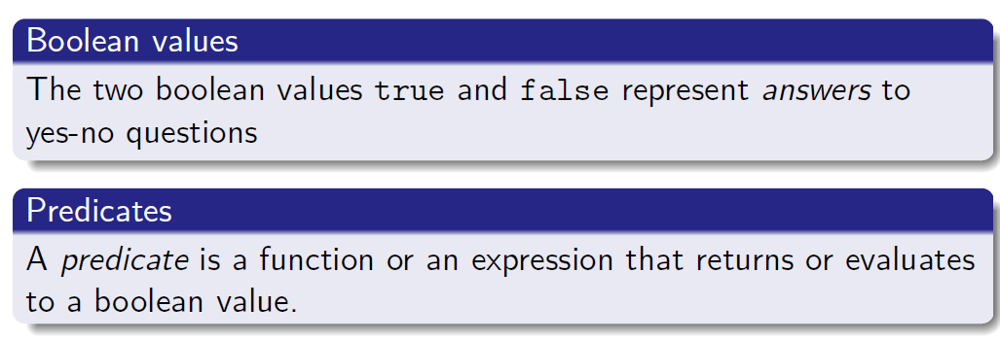 Boolean values
The two boolean values true and false represent answers to
yes-no questions
Predicates
A predicate is a function or an expression that returns or evaluates
to a boolean value.